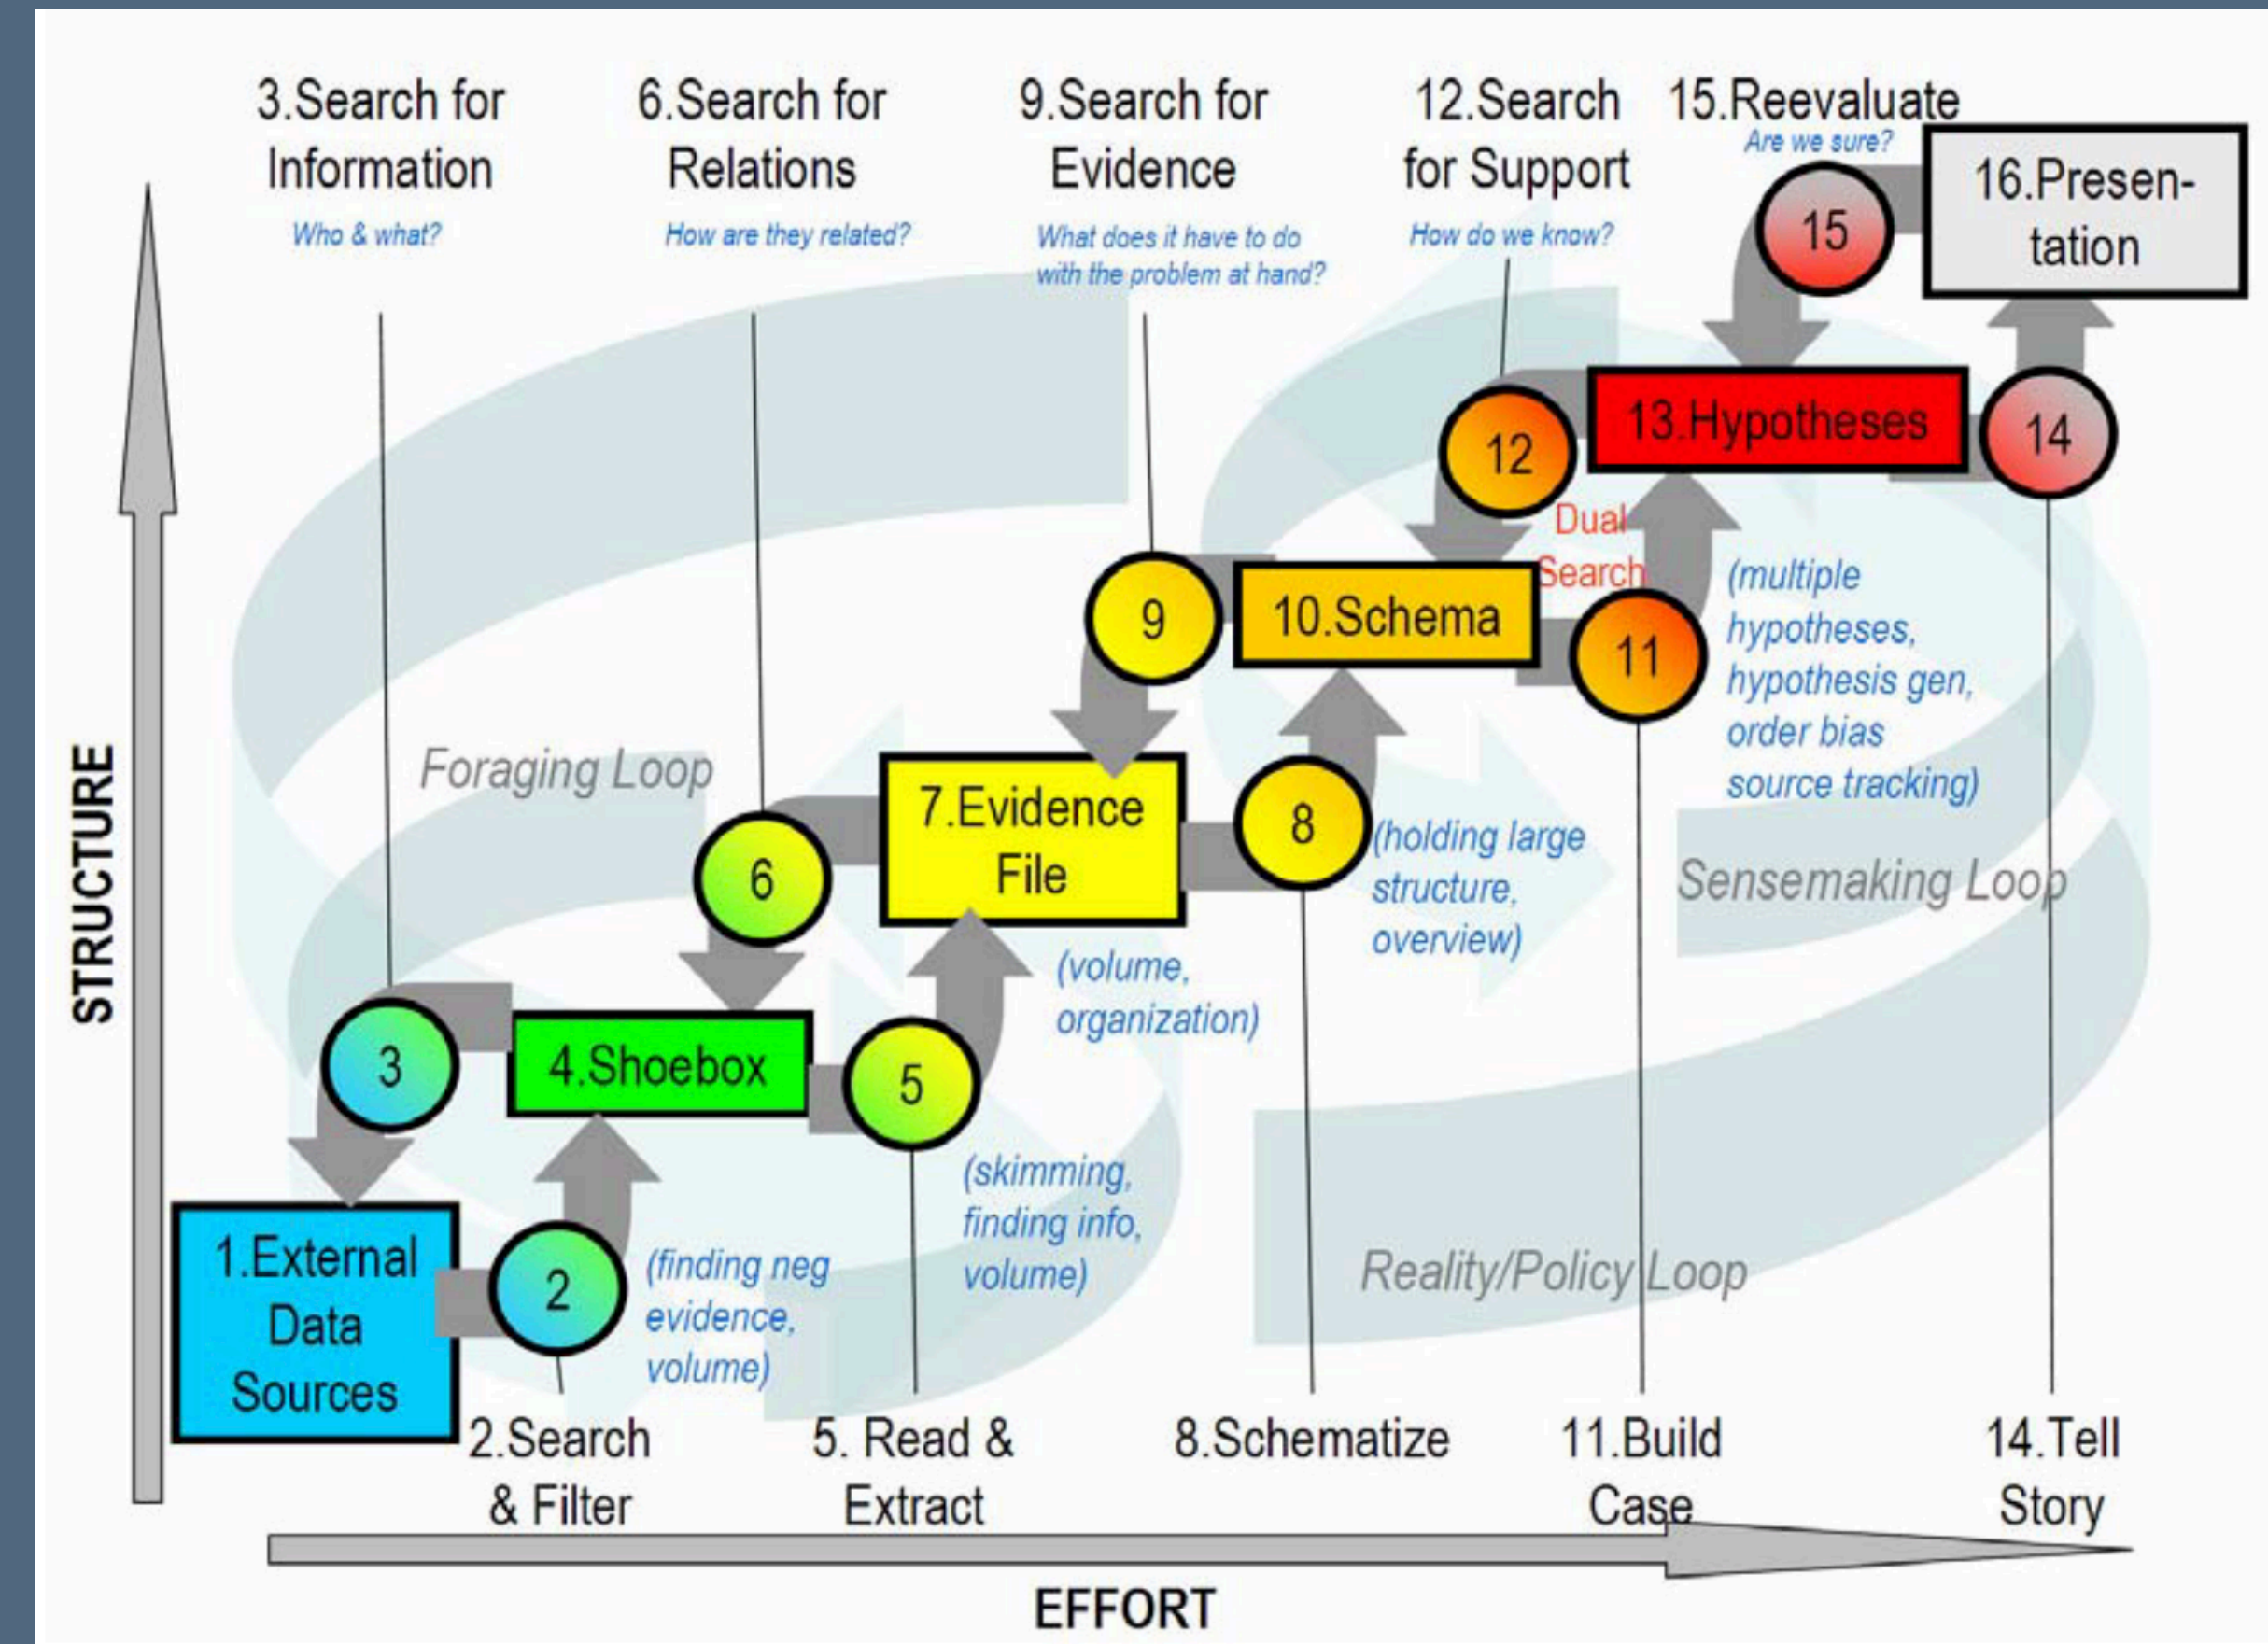 3.Search for
Information
Who & what?
6.Search for
Relations
How are they related?
9.Search for
Evidence
What does it have to do
with the problem at hand?
12.Search
for Support
How do we know?
15.Reevaluate
Are we sure?
15
16.Presen-
tation
12
13.Hypotheses
14
Dual
Search
9
10.Schema
11
(multiple
hypotheses,
hypothesis gen,
order bias
source tracking)
Foraging Loop
6
7.Evidence
File
8
(holding large
structure,
overview)
Sensemaking Loop
(volume,
organization)
3
4.Shoebox
5
(skimming,
finding info,
volume)
1.External
Data
Sources
2
(finding neg
evidence,
volume)
Reality/Policy Loop
2.Search
& Filter
5. Read &
Extract
8.Schematize
11.Build
Case
14.Tell
Story
STRUCTURE
EFFORT